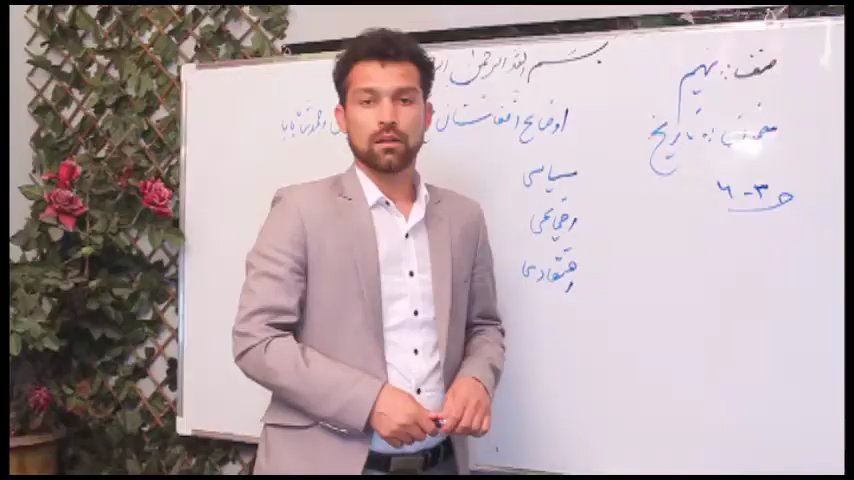 بسم الله الرحمن
صنف: نهم
مضمون: تاریخ
ص ۳-۶
اوضاع افغانستان
سیاسی
اجتماعی
اقتصادی